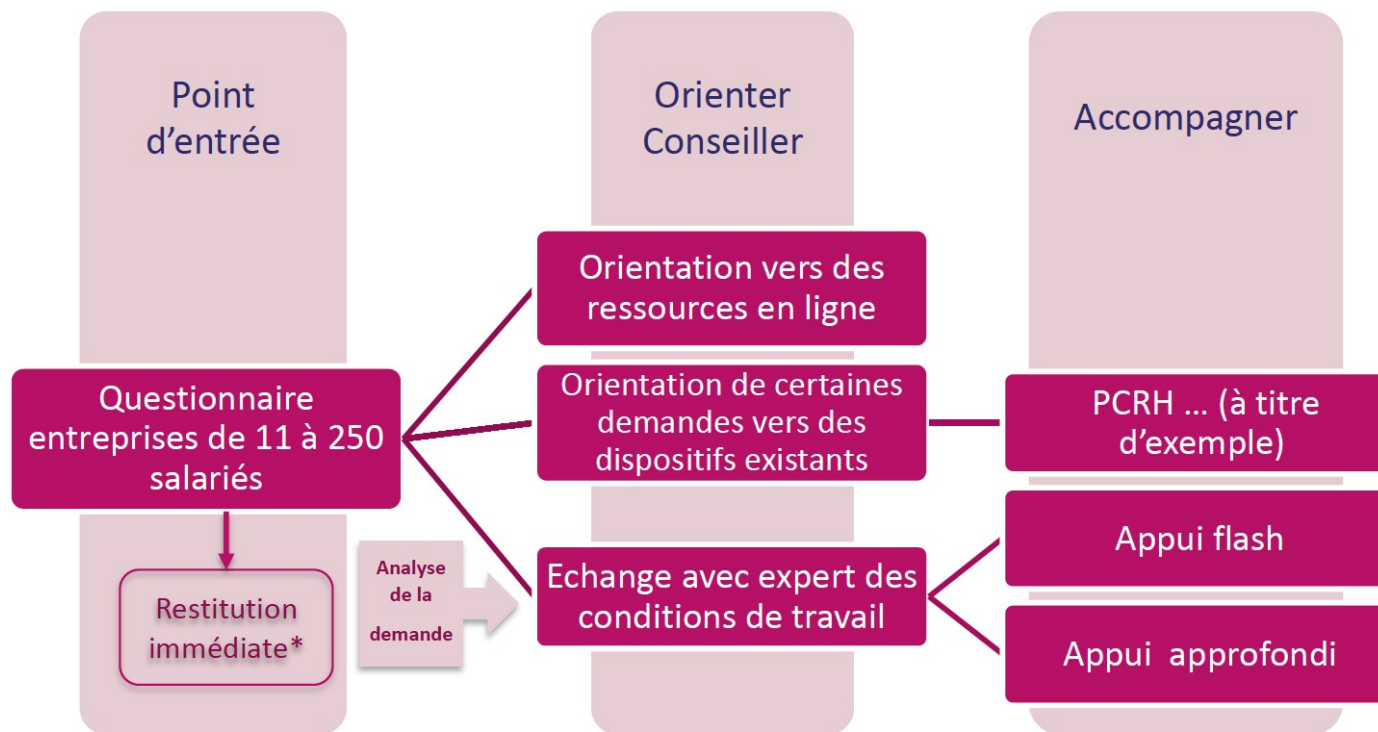 Point
d’entrée
Orienter
Conseiller
Accompagner
Questionnaire
entreprises de 11 à 250
salariés
Restitution
immédiate*
Analyse
de la
demande
Orientation vers des
ressources en ligne
Orientation de certaines
demandes vers des
dispositifs existants
Echange avec expert des
conditions de travail
PCRH ... (à titre
d’exemple)
Appui flash
Appui approfondi